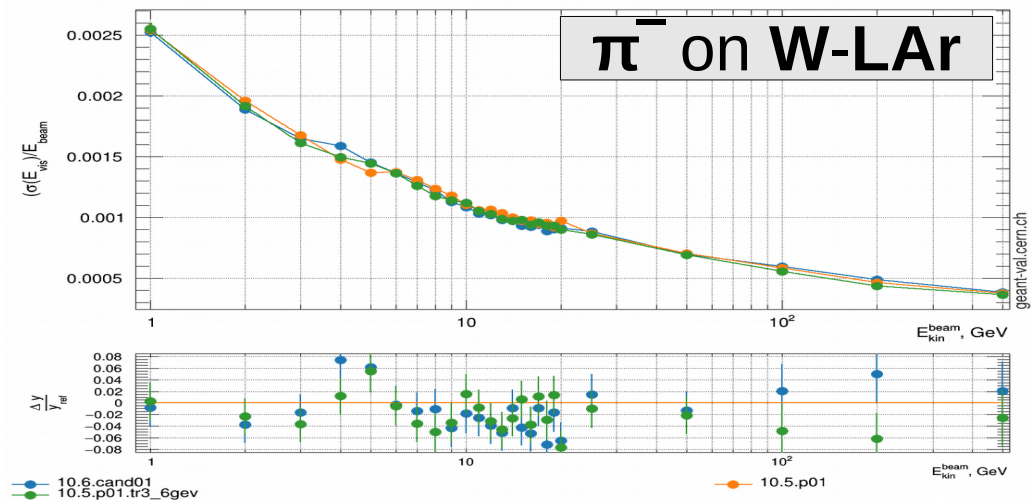 π⁻ on W-LAr
(σ(E_vis)/E_beam
0.0025
0.002
0.0015
0.001
0.0005
1
10
10²
E_kin^beam, GeV
geant-val.cern.ch
Δy/y_ref
0.08
0.06
0.04
0.02
0
−0.02
−0.04
−0.06
−0.08
1
10
10²
E_kin^beam, GeV
10.6.cand01
10.5.p01
10.5.p01.tr3_6gev